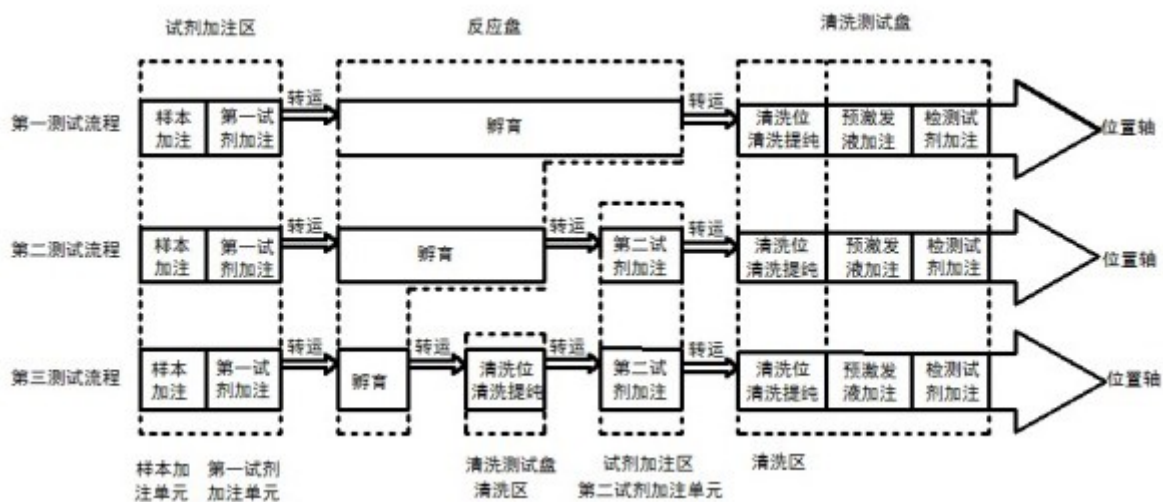 试剂加注区
反应盘
清洗测试盘
第一测试流程
样本
加注
第一试
剂加注
转运
孵育
转运
清洗位
清洗提纯
预激发
液加注
检测试
剂加注
位置轴
第二测试流程
样本
加注
第一试
剂加注
转运
孵育
转运
第二试
剂加注
转运
清洗位
清洗提纯
预激发
液加注
检测试
剂加注
位置轴
第三测试流程
样本
加注
第一试
剂加注
转运
孵育
转运
清洗位
清洗提纯
转运
第二试
剂加注
转运
清洗位
清洗提纯
预激发
液加注
检测试
剂加注
位置轴
样本加
注单元
第一试剂
加注单元
清洗测试盘
清洗区
试剂加注区
第二试剂加注单元
清洗区